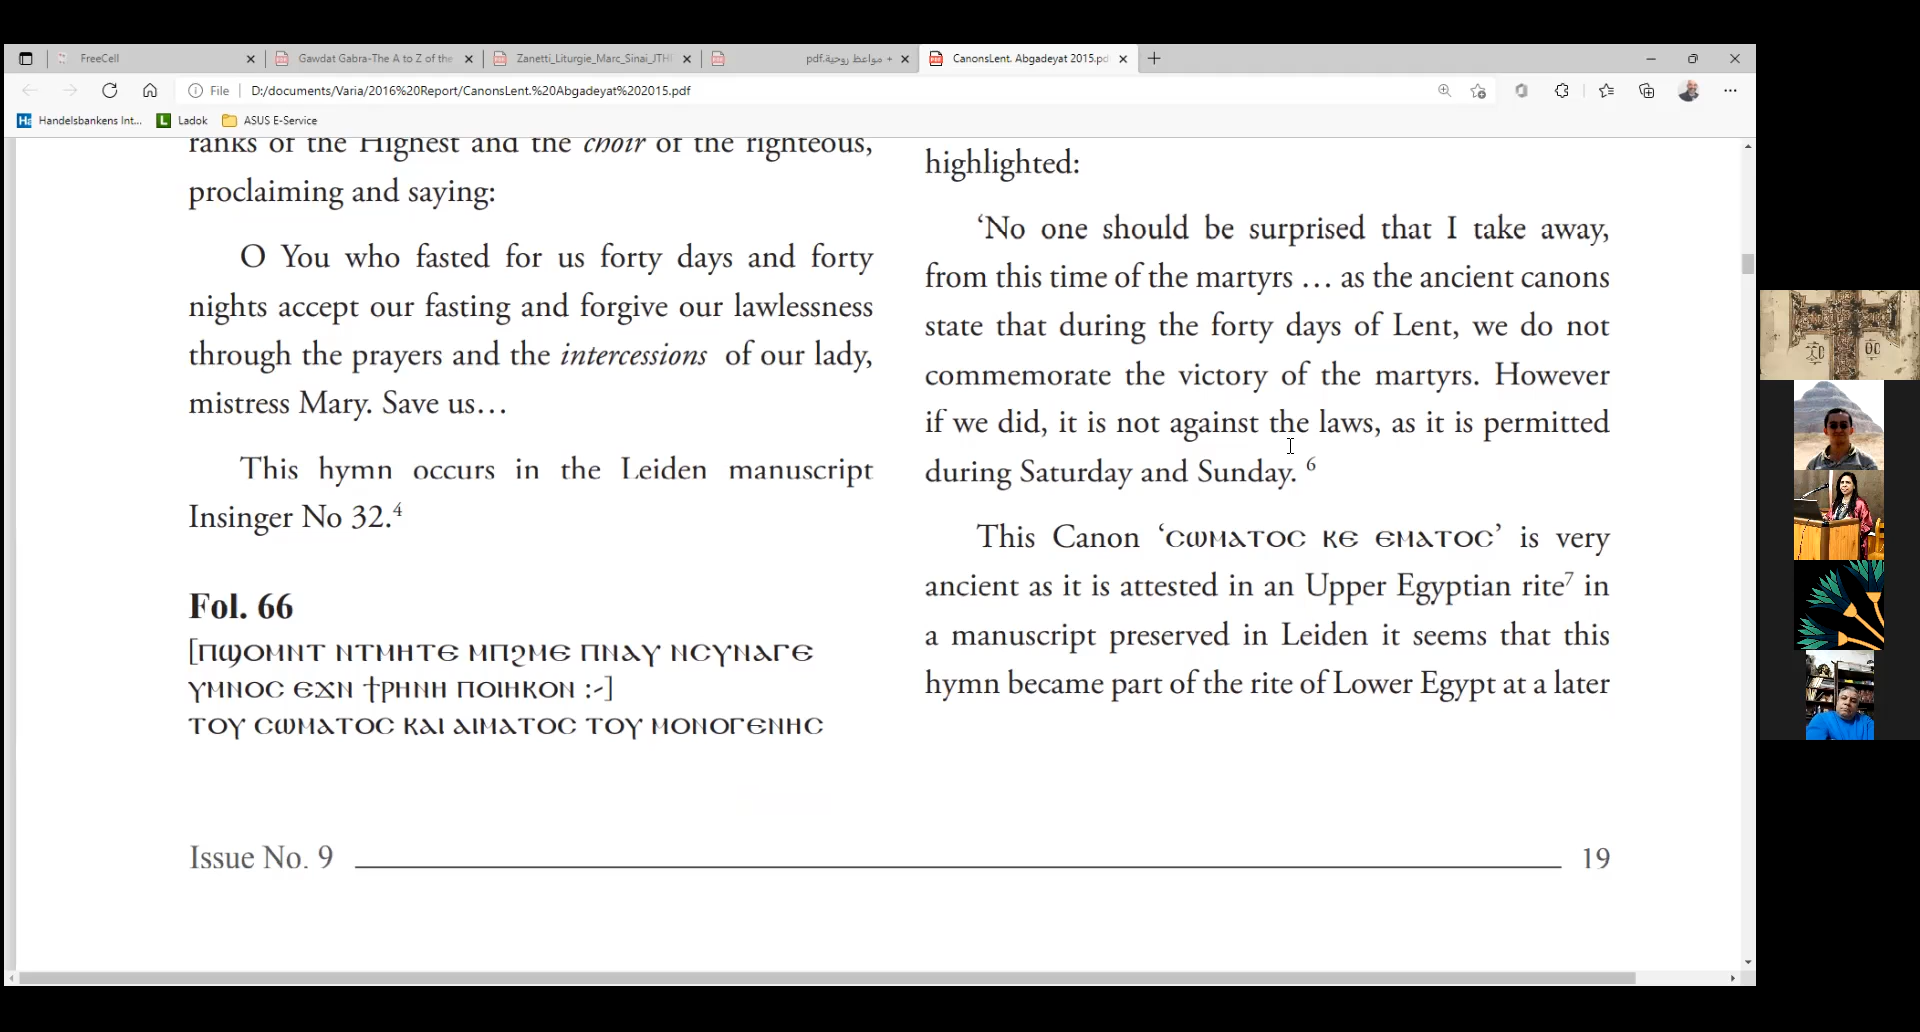 FreeCell
Gawdat Gabra-The A to Z of the
Zanetti_Liturgie_Marc_Sinai_JTH
مواعظ روحية.pdf
CanonsLent. Abgadeyat 2015.pd
File
D:/documents/Varia/2016%20Report/CanonsLent.%20Abgadeyat%202015.pdf
Handelsbankens Int...
Ladok
ASUS E-Service
ranks of the Highest and the choir of the righteous,
proclaiming and saying:
O You who fasted for us forty days and forty
nights accept our fasting and forgive our lawlessness
through the prayers and the intercessions of our lady,
mistress Mary. Save us…
This hymn occurs in the Leiden manuscript
Insinger No 32.4
Fol. 66
[ⲡϣⲟⲙⲛⲧ ⲛⲧⲙⲏⲧⲉ ⲙⲡϩⲙⲉ ⲡⲛⲁⲩ ⲛⲥⲩⲛⲁⲅⲉ
ⲩⲙⲛⲟⲥ ⲉϫⲛ ϯⲣⲏⲛⲏ ⲡⲟⲓⲏⲕⲟⲛ :-]
ⲧⲟⲩ ⲥⲱⲙⲁⲧⲟⲥ ⲕⲁⲓ ⲁⲓⲙⲁⲧⲟⲥ ⲧⲟⲩ ⲙⲟⲛⲟⲅⲉⲛⲏⲥ
highlighted:
‘No one should be surprised that I take away,
from this time of the martyrs … as the ancient canons
state that during the forty days of Lent, we do not
commemorate the victory of the martyrs. However
if we did, it is not against the laws, as it is permitted
during Saturday and Sunday. 6
This Canon ‘ⲥⲱⲙⲁⲧⲟⲥ ⲕⲉ ⲉⲙⲁⲧⲟⲥ’ is very
ancient as it is attested in an Upper Egyptian rite7 in
a manuscript preserved in Leiden it seems that this
hymn became part of the rite of Lower Egypt at a later
Issue No. 9
19